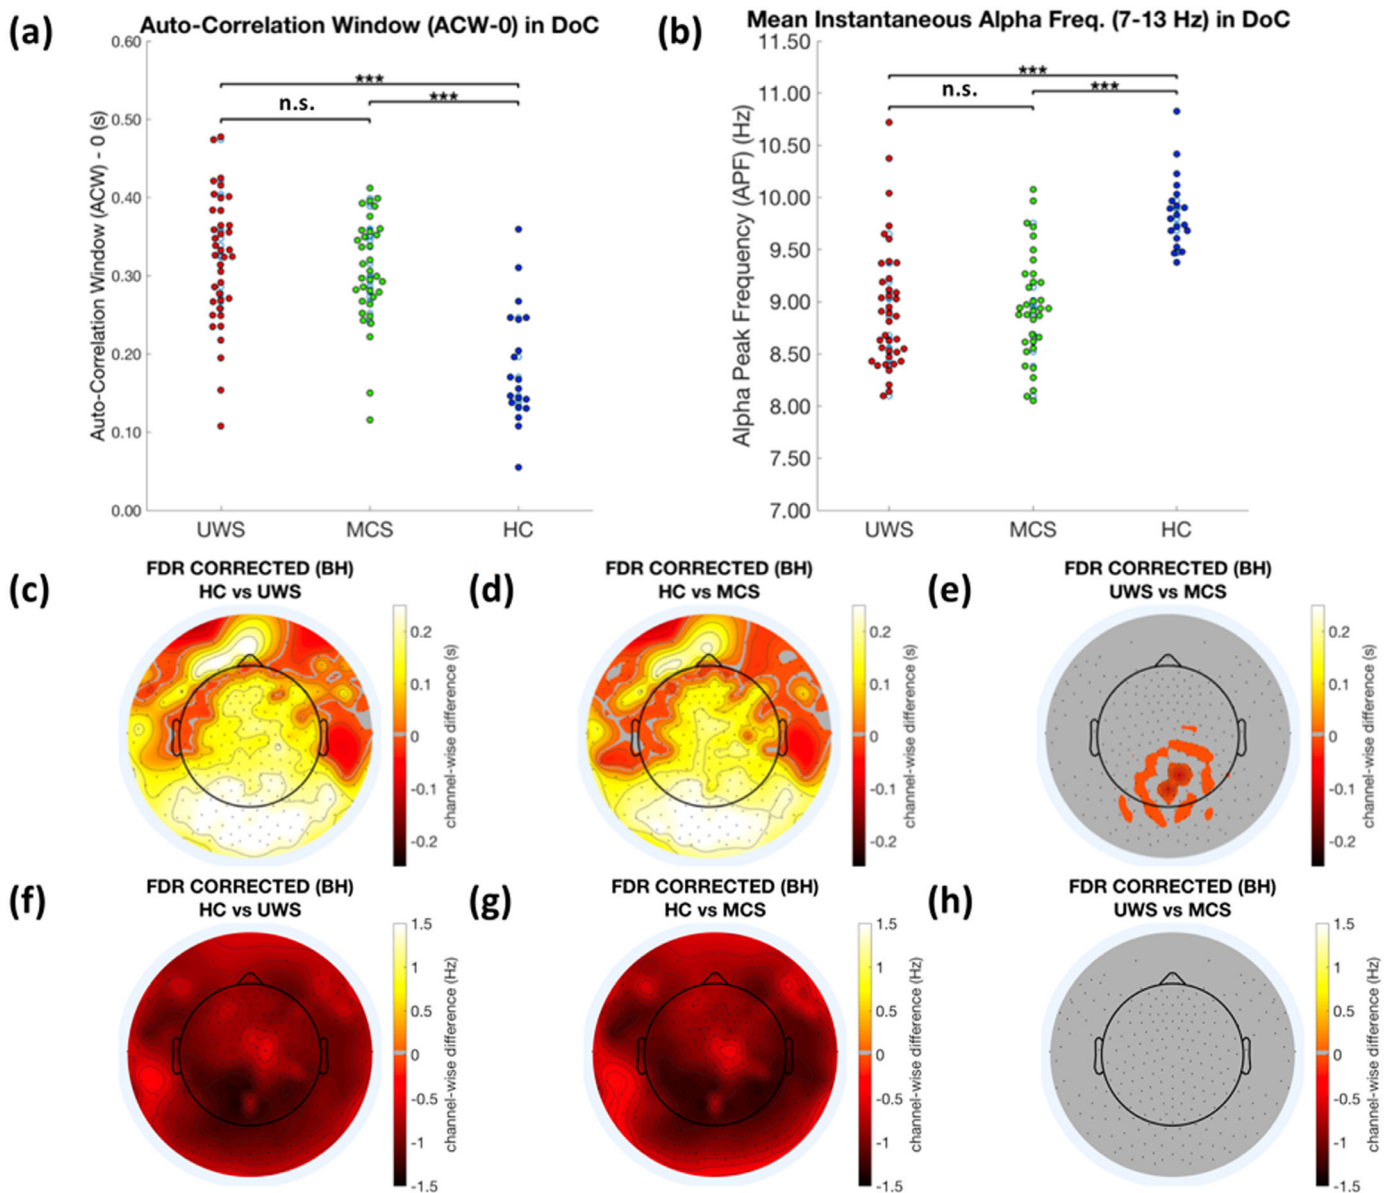 (a)
Auto-Correlation Window (ACW-0) in DoC
Auto-Correlation Window (ACW) - 0 (s)
0.60
0.50
0.40
0.30
0.20
0.10
0.00
***
***
n.s.
UWS
MCS
HC
(b)
Mean Instantaneous Alpha Freq. (7-13 Hz) in DoC
Alpha Peak Frequency (APF) (Hz)
11.50
11.00
10.50
10.00
9.50
9.00
8.50
8.00
7.50
7.00
***
***
n.s.
UWS
MCS
HC
(c)
FDR CORRECTED (BH)
HC vs UWS
0.2
0.1
0
-0.1
-0.2
channel-wise difference (s)
(d)
FDR CORRECTED (BH)
HC vs MCS
0.2
0.1
0
-0.1
-0.2
channel-wise difference (s)
(e)
FDR CORRECTED (BH)
UWS vs MCS
0.2
0.1
0
-0.1
-0.2
channel-wise difference (s)
(f)
FDR CORRECTED (BH)
HC vs UWS
1.5
1
0.5
0
-0.5
-1
-1.5
channel-wise difference (Hz)
(g)
FDR CORRECTED (BH)
HC vs MCS
1.5
1
0.5
0
-0.5
-1
-1.5
channel-wise difference (Hz)
(h)
FDR CORRECTED (BH)
UWS vs MCS
1.5
1
0.5
0
-0.5
-1
-1.5
channel-wise difference (Hz)